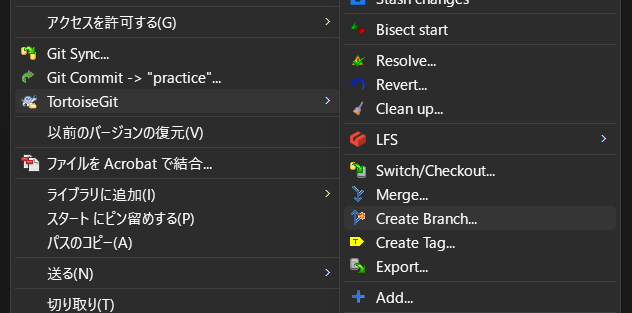 アクセスを許可する(G)
Git Sync...
Git Commit -> "practice"...
TortoiseGit
以前のバージョンの復元(V)
ファイルを Acrobat で結合...
ライブラリに追加(I)
スタート にピン留めする(P)
パスのコピー(A)
送る(N)
切り取り(T)
Stash changes
Bisect start
Resolve...
Revert...
Clean up...
LFS
Switch/Checkout...
Merge...
Create Branch...
T
Create Tag...
Export...
Add...